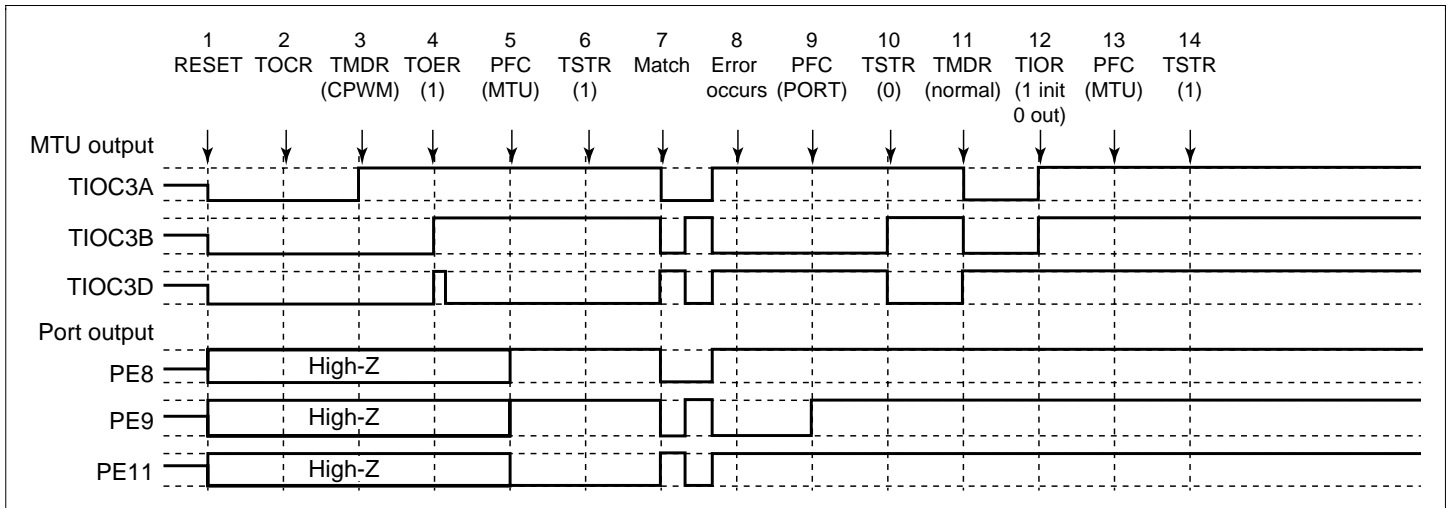 1 2 3 4 5 6 7 8 9 10 11 12 13 14
RESET TOCR TMDR TOER PFC TSTR Match Error PFC TSTR TMDR TIOR PFC TSTR
(CPWM) (1) (MTU) (1) occurs (PORT) (0) (normal) (1 init (MTU) (1)
0 out)
MTU output
TIOC3A
TIOC3B
TIOC3D
Port output
PE8 High-Z
PE9 High-Z
PE11 High-Z